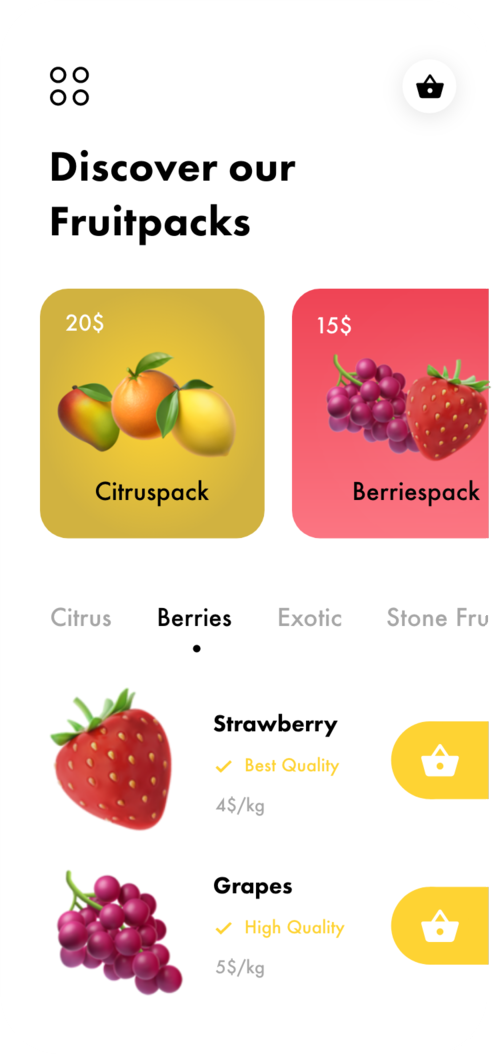 Discover our
Fruitpacks
20$
15$
Citruspack
Berriespack
Citrus Berries Exotic Stone Fru
Strawberry
Best Quality
4$/kg
Grapes
High Quality
5$/kg